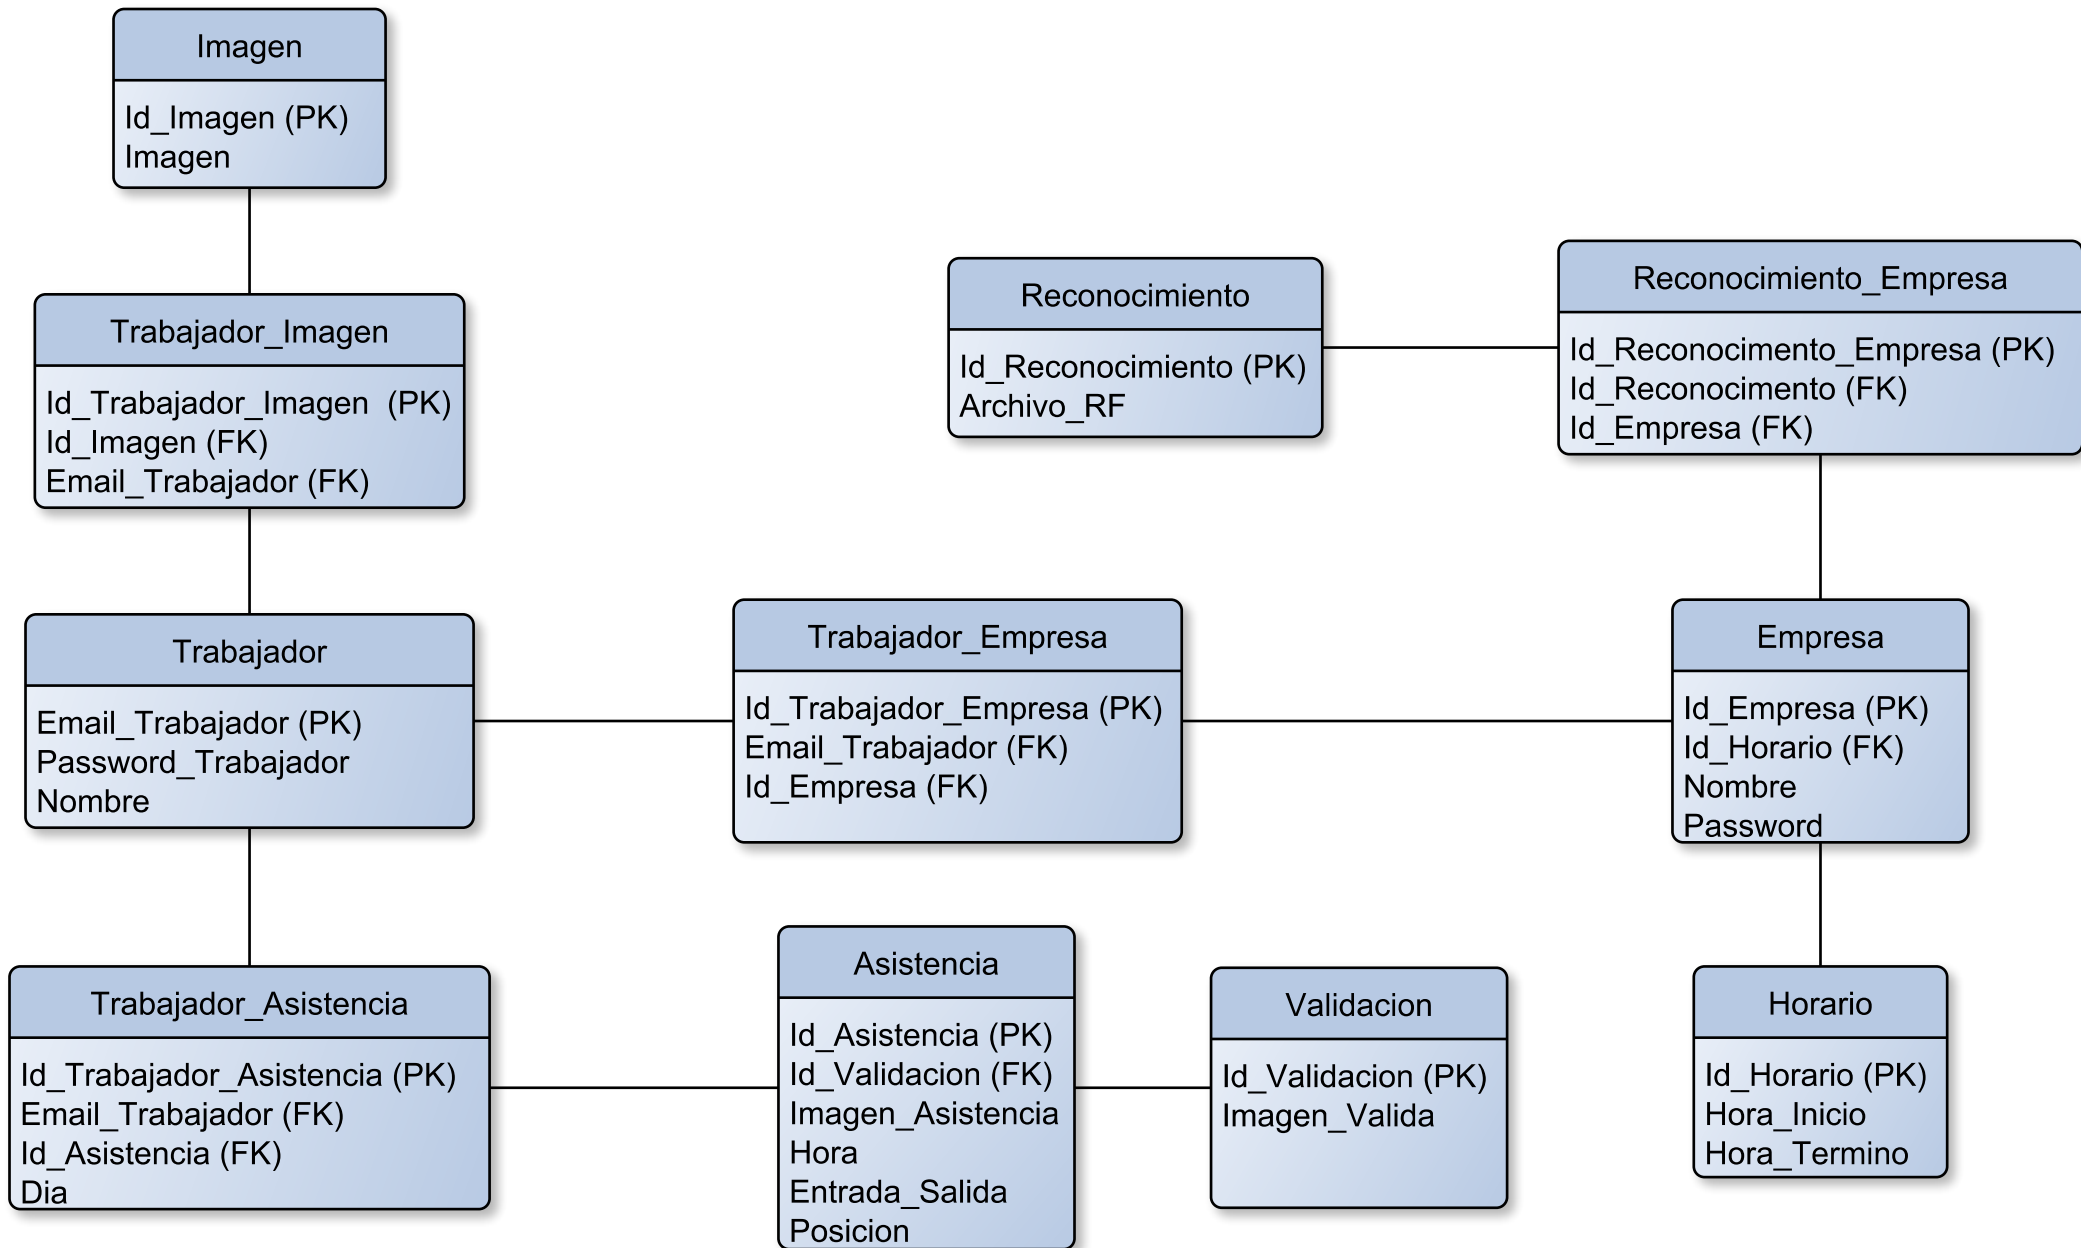 Imagen
Id_Imagen (PK)
Imagen
Trabajador_Imagen
Id_Trabajador_Imagen  (PK)
Id_Imagen (FK)
Email_Trabajador (FK)
Reconocimiento
Id_Reconocimiento (PK)
Archivo_RF
Reconocimiento_Empresa
Id_Reconocimento_Empresa (PK)
Id_Reconocimento (FK)
Id_Empresa (FK)
Trabajador
Email_Trabajador (PK)
Password_Trabajador
Nombre
Trabajador_Empresa
Id_Trabajador_Empresa (PK)
Email_Trabajador (FK)
Id_Empresa (FK)
Empresa
Id_Empresa (PK)
Id_Horario (FK)
Nombre
Password
Trabajador_Asistencia
Id_Trabajador_Asistencia (PK)
Email_Trabajador (FK)
Id_Asistencia (FK)
Dia
Asistencia
Id_Asistencia (PK)
Id_Validacion (FK)
Imagen_Asistencia
Hora
Entrada_Salida
Posicion
Validacion
Id_Validacion (PK)
Imagen_Valida
Horario
Id_Horario (PK)
Hora_Inicio
Hora_Termino